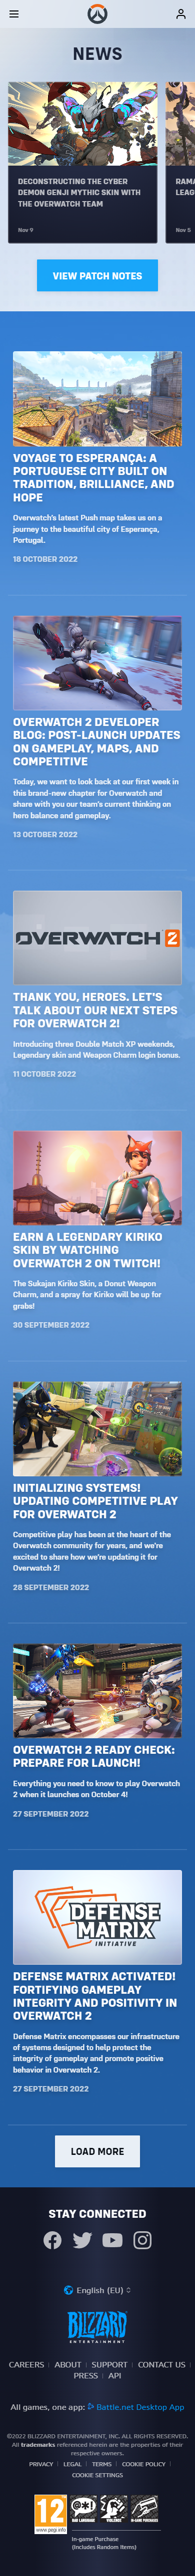 NEWS
DECONSTRUCTING THE CYBER
DEMON GENJI MYTHIC SKIN WITH
THE OVERWATCH TEAM
Nov 9
RAMA
LEAG
Nov 5
VIEW PATCH NOTES
VOYAGE TO ESPERANÇA: A
PORTUGUESE CITY BUILT ON
TRADITION, BRILLIANCE, AND
HOPE
Overwatch's latest Push map takes us on a
journey to the beautiful city of Esperança,
Portugal.
18 OCTOBER 2022
OVERWATCH 2 DEVELOPER
BLOG: POST-LAUNCH UPDATES
ON GAMEPLAY, MAPS, AND
COMPETITIVE
Today, we want to look back at our first week in
this brand-new chapter for Overwatch and
share with you our team's current thinking on
hero balance and gameplay.
13 OCTOBER 2022
OVERWATCH 2
THANK YOU, HEROES. LET'S
TALK ABOUT OUR NEXT STEPS
FOR OVERWATCH 2!
Introducing three Double Match XP weekends,
Legendary skin and Weapon Charm login bonus.
11 OCTOBER 2022
EARN A LEGENDARY KIRIKO
SKIN BY WATCHING
OVERWATCH 2 ON TWITCH!
The Sukajan Kiriko Skin, a Donut Weapon
Charm, and a spray for Kiriko will be up for
grabs!
30 SEPTEMBER 2022
INITIALIZING SYSTEMS!
UPDATING COMPETITIVE PLAY
FOR OVERWATCH 2
Competitive play has been at the heart of the
Overwatch community for years, and we're
excited to share how we're updating it for
Overwatch 2!
28 SEPTEMBER 2022
OVERWATCH 2 READY CHECK:
PREPARE FOR LAUNCH!
Everything you need to know to play Overwatch
2 when it launches on October 4!
27 SEPTEMBER 2022
DEFENSE
MATRIX
INITIATIVE
DEFENSE MATRIX ACTIVATED!
FORTIFYING GAMEPLAY
INTEGRITY AND POSITIVITY IN
OVERWATCH 2
Defense Matrix encompasses our infrastructure
of systems designed to help protect the
integrity of gameplay and promote positive
behavior in Overwatch 2.
27 SEPTEMBER 2022
LOAD MORE
STAY CONNECTED
English (EU)
BLIZZARD
ENTERTAINMENT
CAREERS | ABOUT | SUPPORT | CONTACT US |
PRESS | API
All games, one app: Battle.net Desktop App
©2022 BLIZZARD ENTERTAINMENT, INC. ALL RIGHTS RESERVED.
All trademarks referenced herein are the properties of their
respective owners.
PRIVACY | LEGAL | TERMS | COOKIE POLICY |
COOKIE SETTINGS
12
www.pegi.info
BAD LANGUAGE
VIOLENCE
IN-GAME PURCHASES
In-game Purchase
(Includes Random Items)